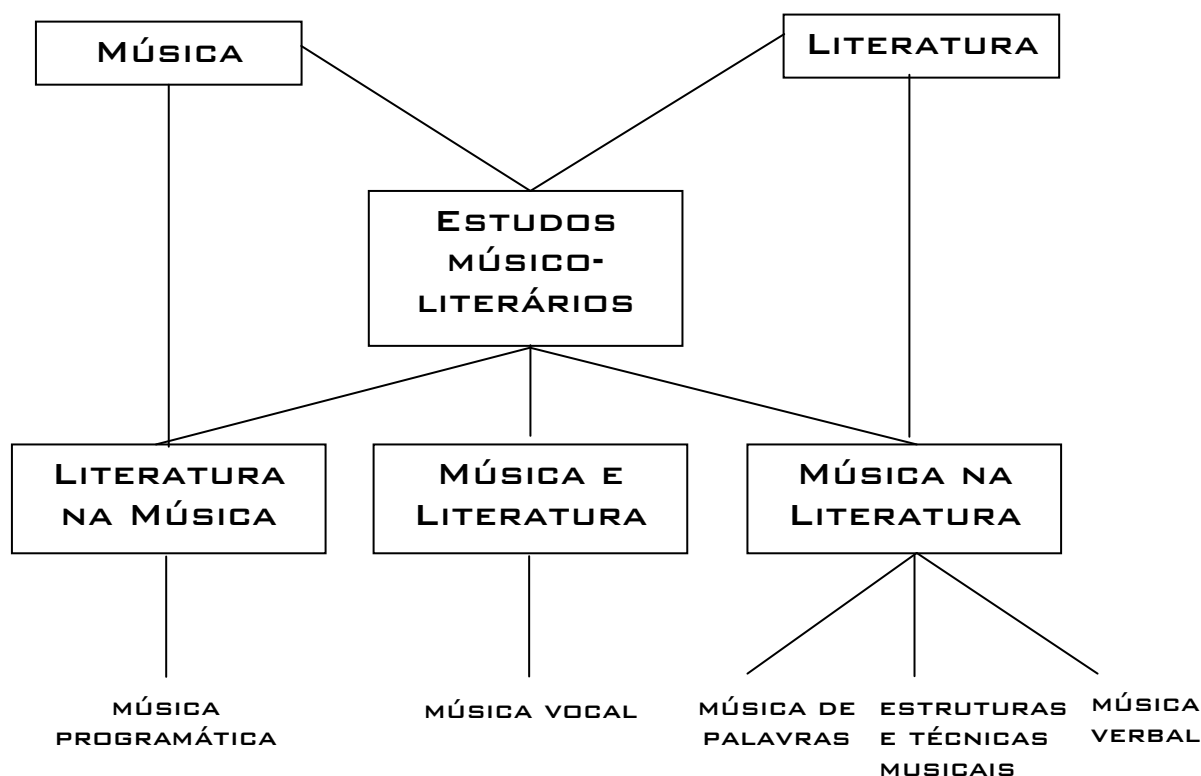 Música
Literatura
Estudos
músico-
literários
Literatura
na Música
Música e
Literatura
Música na
Literatura
música
programática
música vocal
música de
palavras
estruturas
e técnicas
musicais
música
verbal